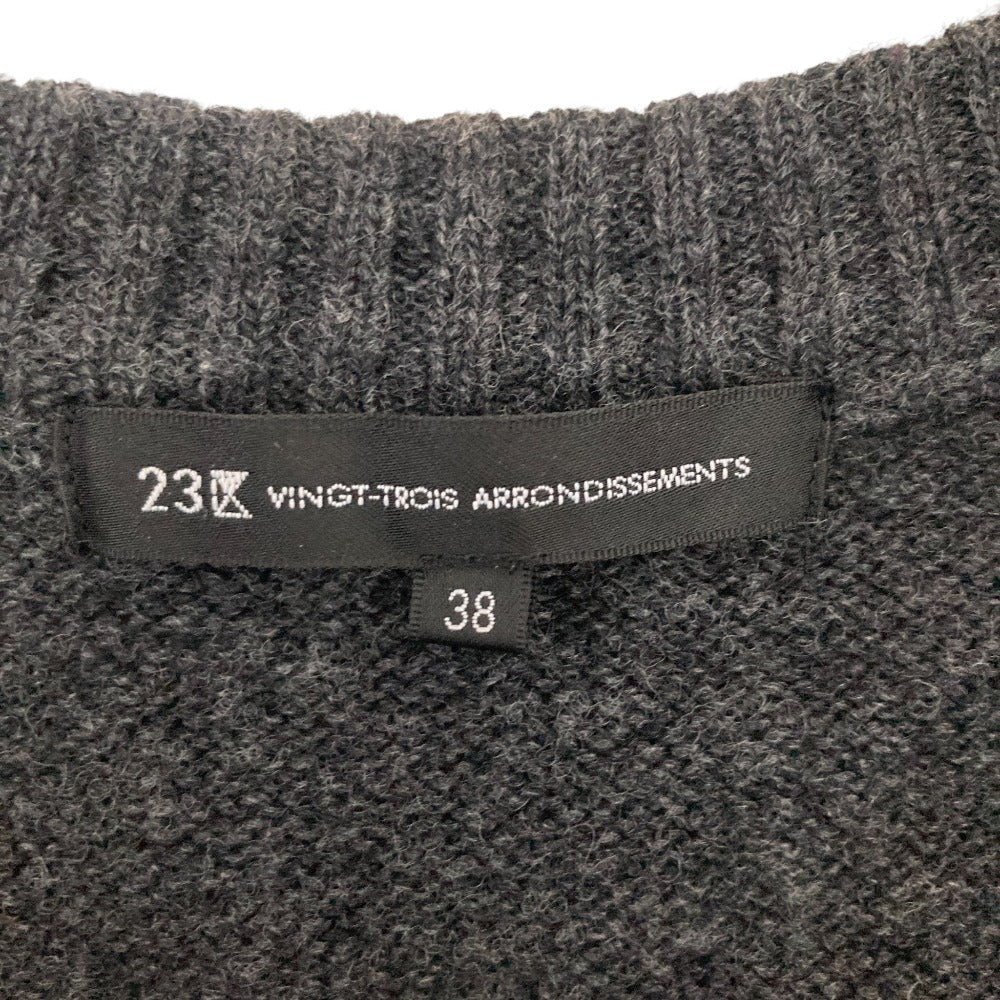 23区 VINGT-TROIS ARRONDISSEMENTS
38